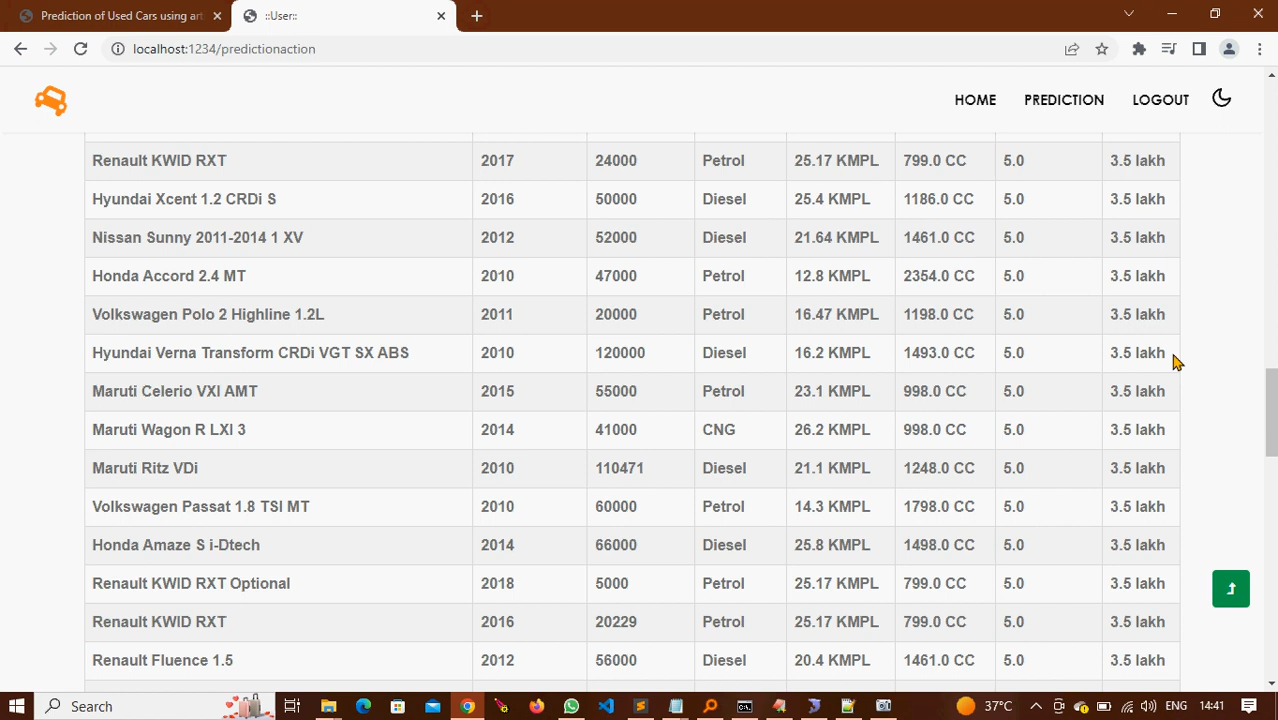 Prediction of Used Cars using art
::User::
localhost:1234/predictionaction
HOME PREDICTION LOGOUT
Renault KWID RXT 2017 24000 Petrol 25.17 KMPL 799.0 CC 5.0 3.5 lakh
Hyundai Xcent 1.2 CRDi S 2016 50000 Diesel 25.4 KMPL 1186.0 CC 5.0 3.5 lakh
Nissan Sunny 2011-2014 1 XV 2012 52000 Diesel 21.64 KMPL 1461.0 CC 5.0 3.5 lakh
Honda Accord 2.4 MT 2010 47000 Petrol 12.8 KMPL 2354.0 CC 5.0 3.5 lakh
Volkswagen Polo 2 Highline 1.2L 2011 20000 Petrol 16.47 KMPL 1198.0 CC 5.0 3.5 lakh
Hyundai Verna Transform CRDi VGT SX ABS 2010 120000 Diesel 16.2 KMPL 1493.0 CC 5.0 3.5 lakh
Maruti Celerio VXI AMT 2015 55000 Petrol 23.1 KMPL 998.0 CC 5.0 3.5 lakh
Maruti Wagon R LXI 3 2014 41000 CNG 26.2 KMPL 998.0 CC 5.0 3.5 lakh
Maruti Ritz VDi 2010 110471 Diesel 21.1 KMPL 1248.0 CC 5.0 3.5 lakh
Volkswagen Passat 1.8 TSI MT 2010 60000 Petrol 14.3 KMPL 1798.0 CC 5.0 3.5 lakh
Honda Amaze S i-Dtech 2014 66000 Diesel 25.8 KMPL 1498.0 CC 5.0 3.5 lakh
Renault KWID RXT Optional 2018 5000 Petrol 25.17 KMPL 799.0 CC 5.0 3.5 lakh
Renault KWID RXT 2016 20229 Petrol 25.17 KMPL 799.0 CC 5.0 3.5 lakh
Renault Fluence 1.5 2012 56000 Diesel 20.4 KMPL 1461.0 CC 5.0 3.5 lakh
Search 37°C ENG 14:41